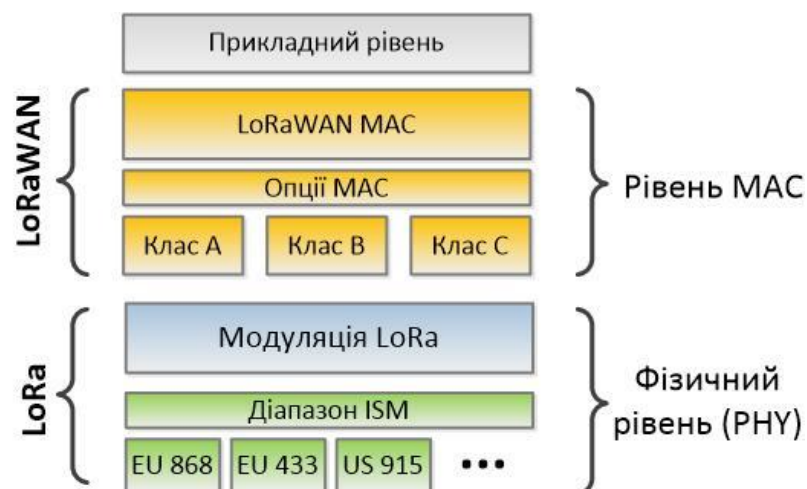 Прикладний рівень
LoRaWAN
LoRaWAN MAC
Опції MAC
Клас A
Клас B
Клас C
Рівень MAC
LoRa
Модуляція LoRa
Діапазон ISM
EU 868
EU 433
US 915
•••
Фізичний
рівень (PHY)